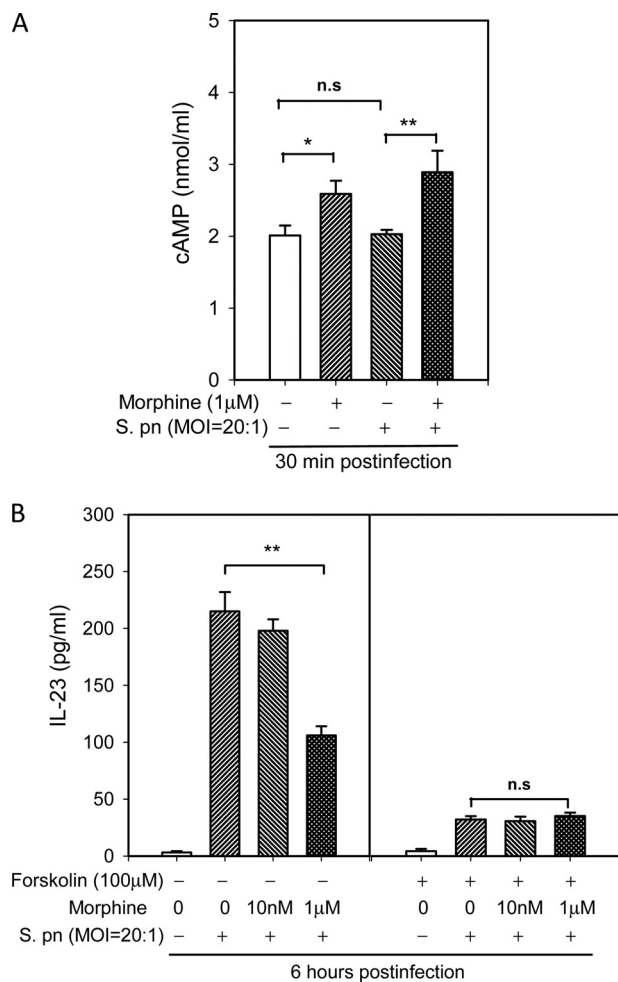 A
n.s
*
**
5
4
3
2
1
0
cAMP (nmol/ml)
Morphine (1μM) – + – +
S. pn (MOI=20:1) – – + +
30 min postinfection
B
300
250
200
150
100
50
0
IL-23 (pg/ml)
**
n.s
Forskolin (100μM) – – – – + + + +
Morphine 0 0 10nM 1μM 0 0 10nM 1μM
S. pn (MOI=20:1) – + + + – + + +
6 hours postinfection